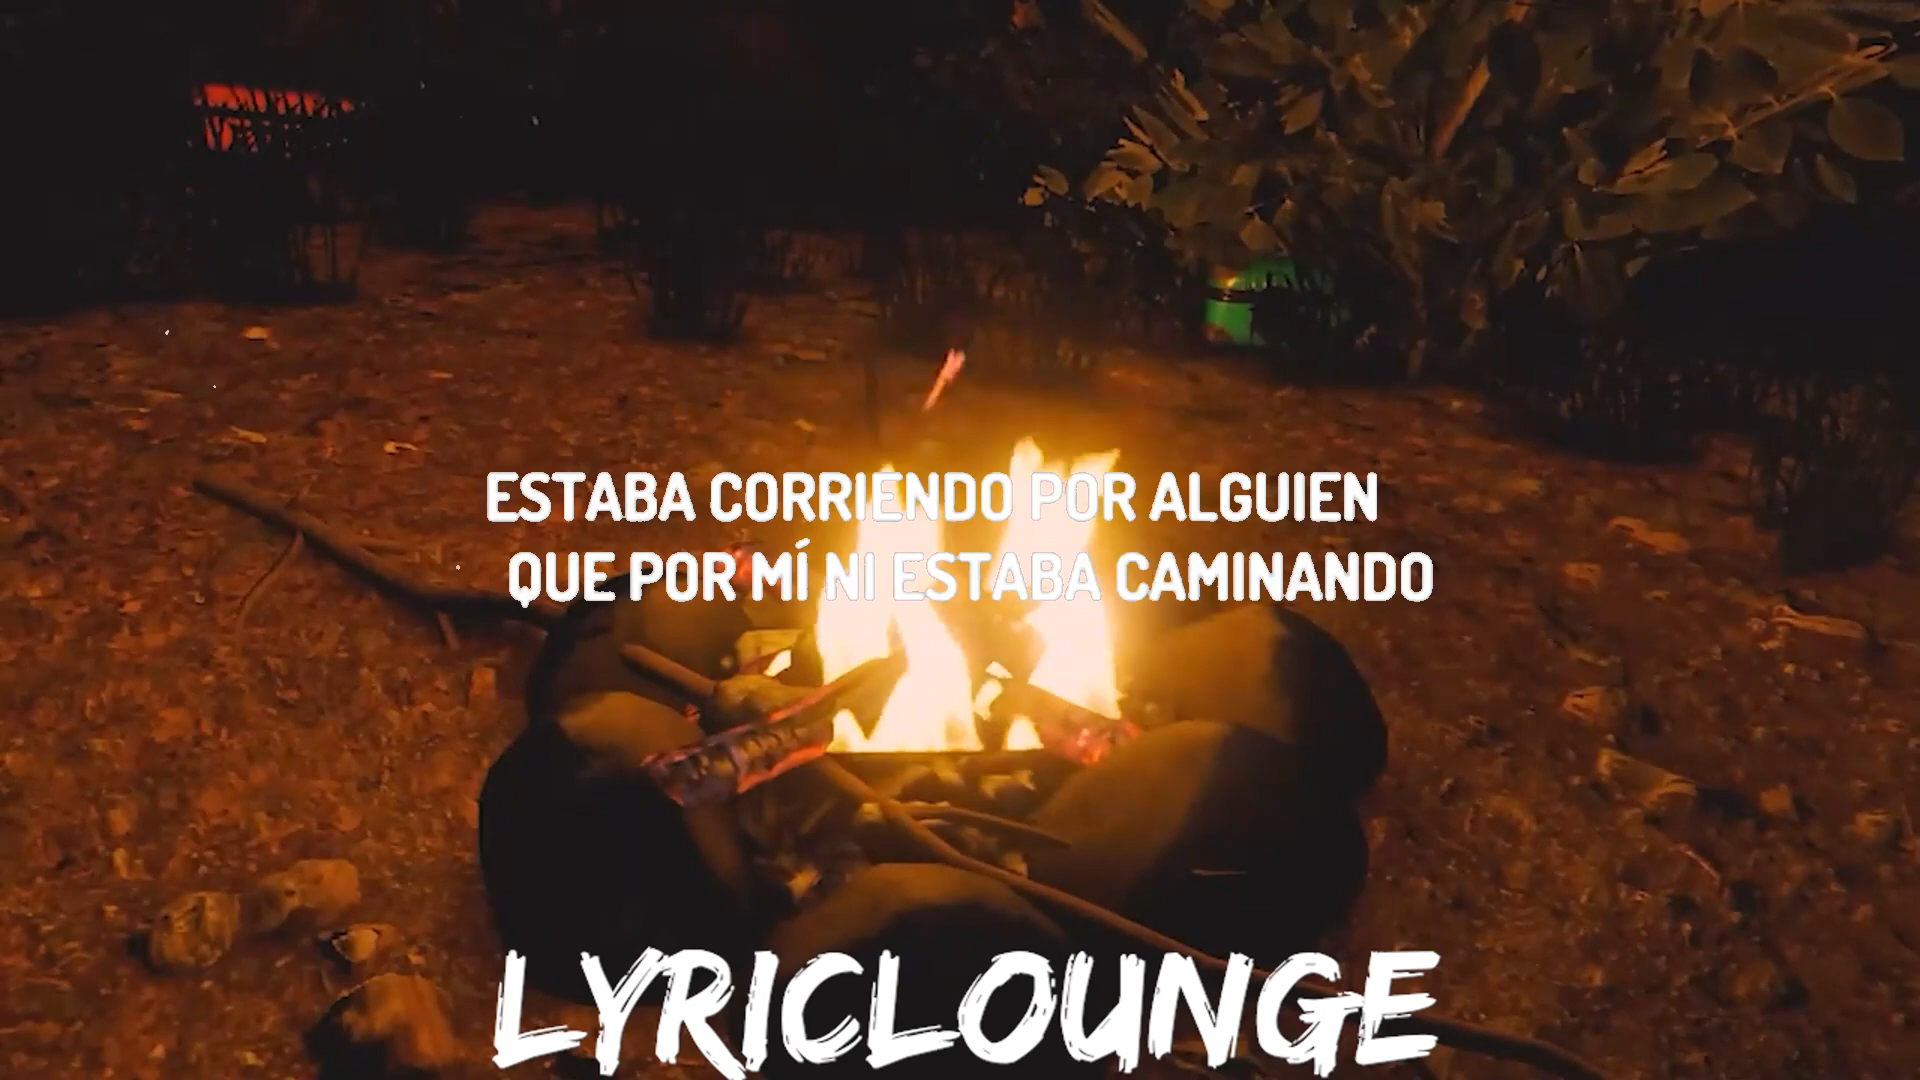 ESTABA CORRIENDO POR ALGUIEN
QUE POR MÍ NI ESTABA CAMINANDO
LYRICLOUNGE